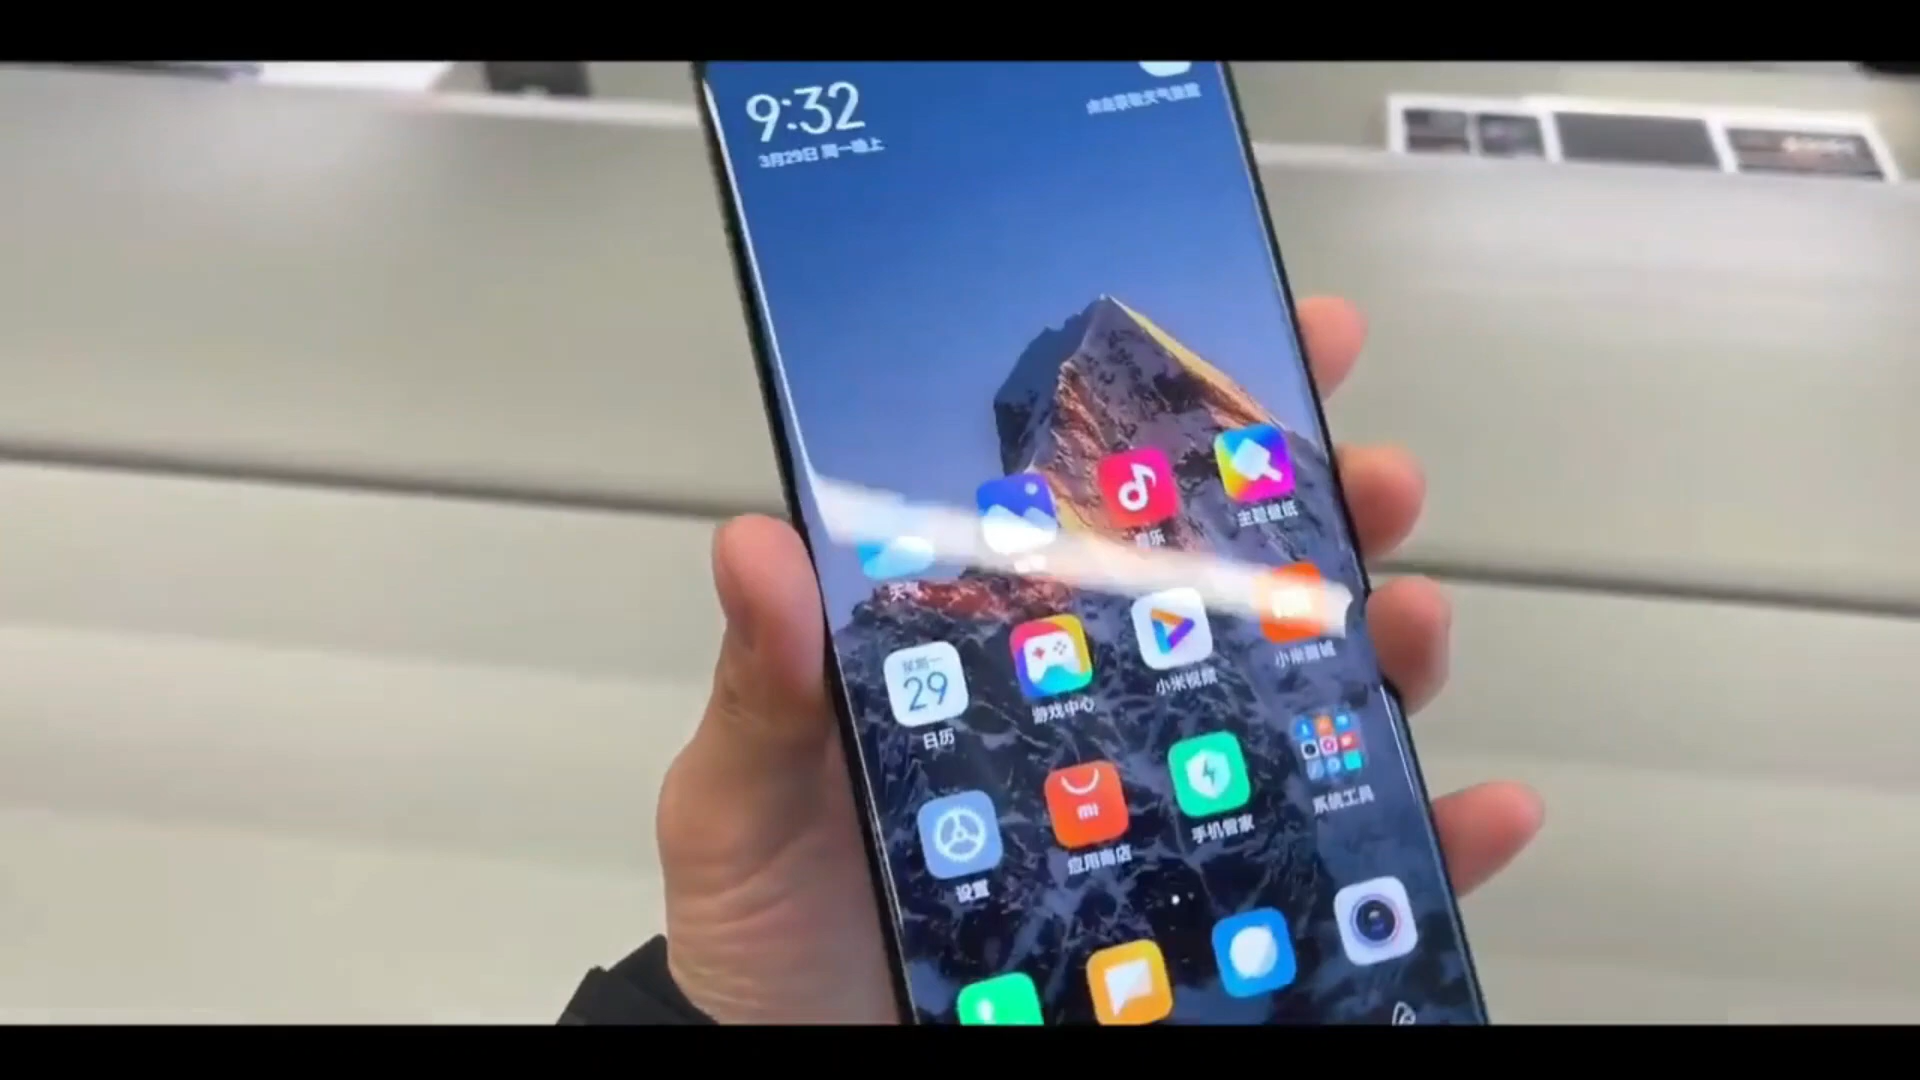 9:32
3月29日 周一晚上
点击获取天气数据
天气
音乐
主题壁纸
星期一
29
日历
游戏中心
小米视频
小米商城
设置
mi
应用商店
手机管家
系统工具